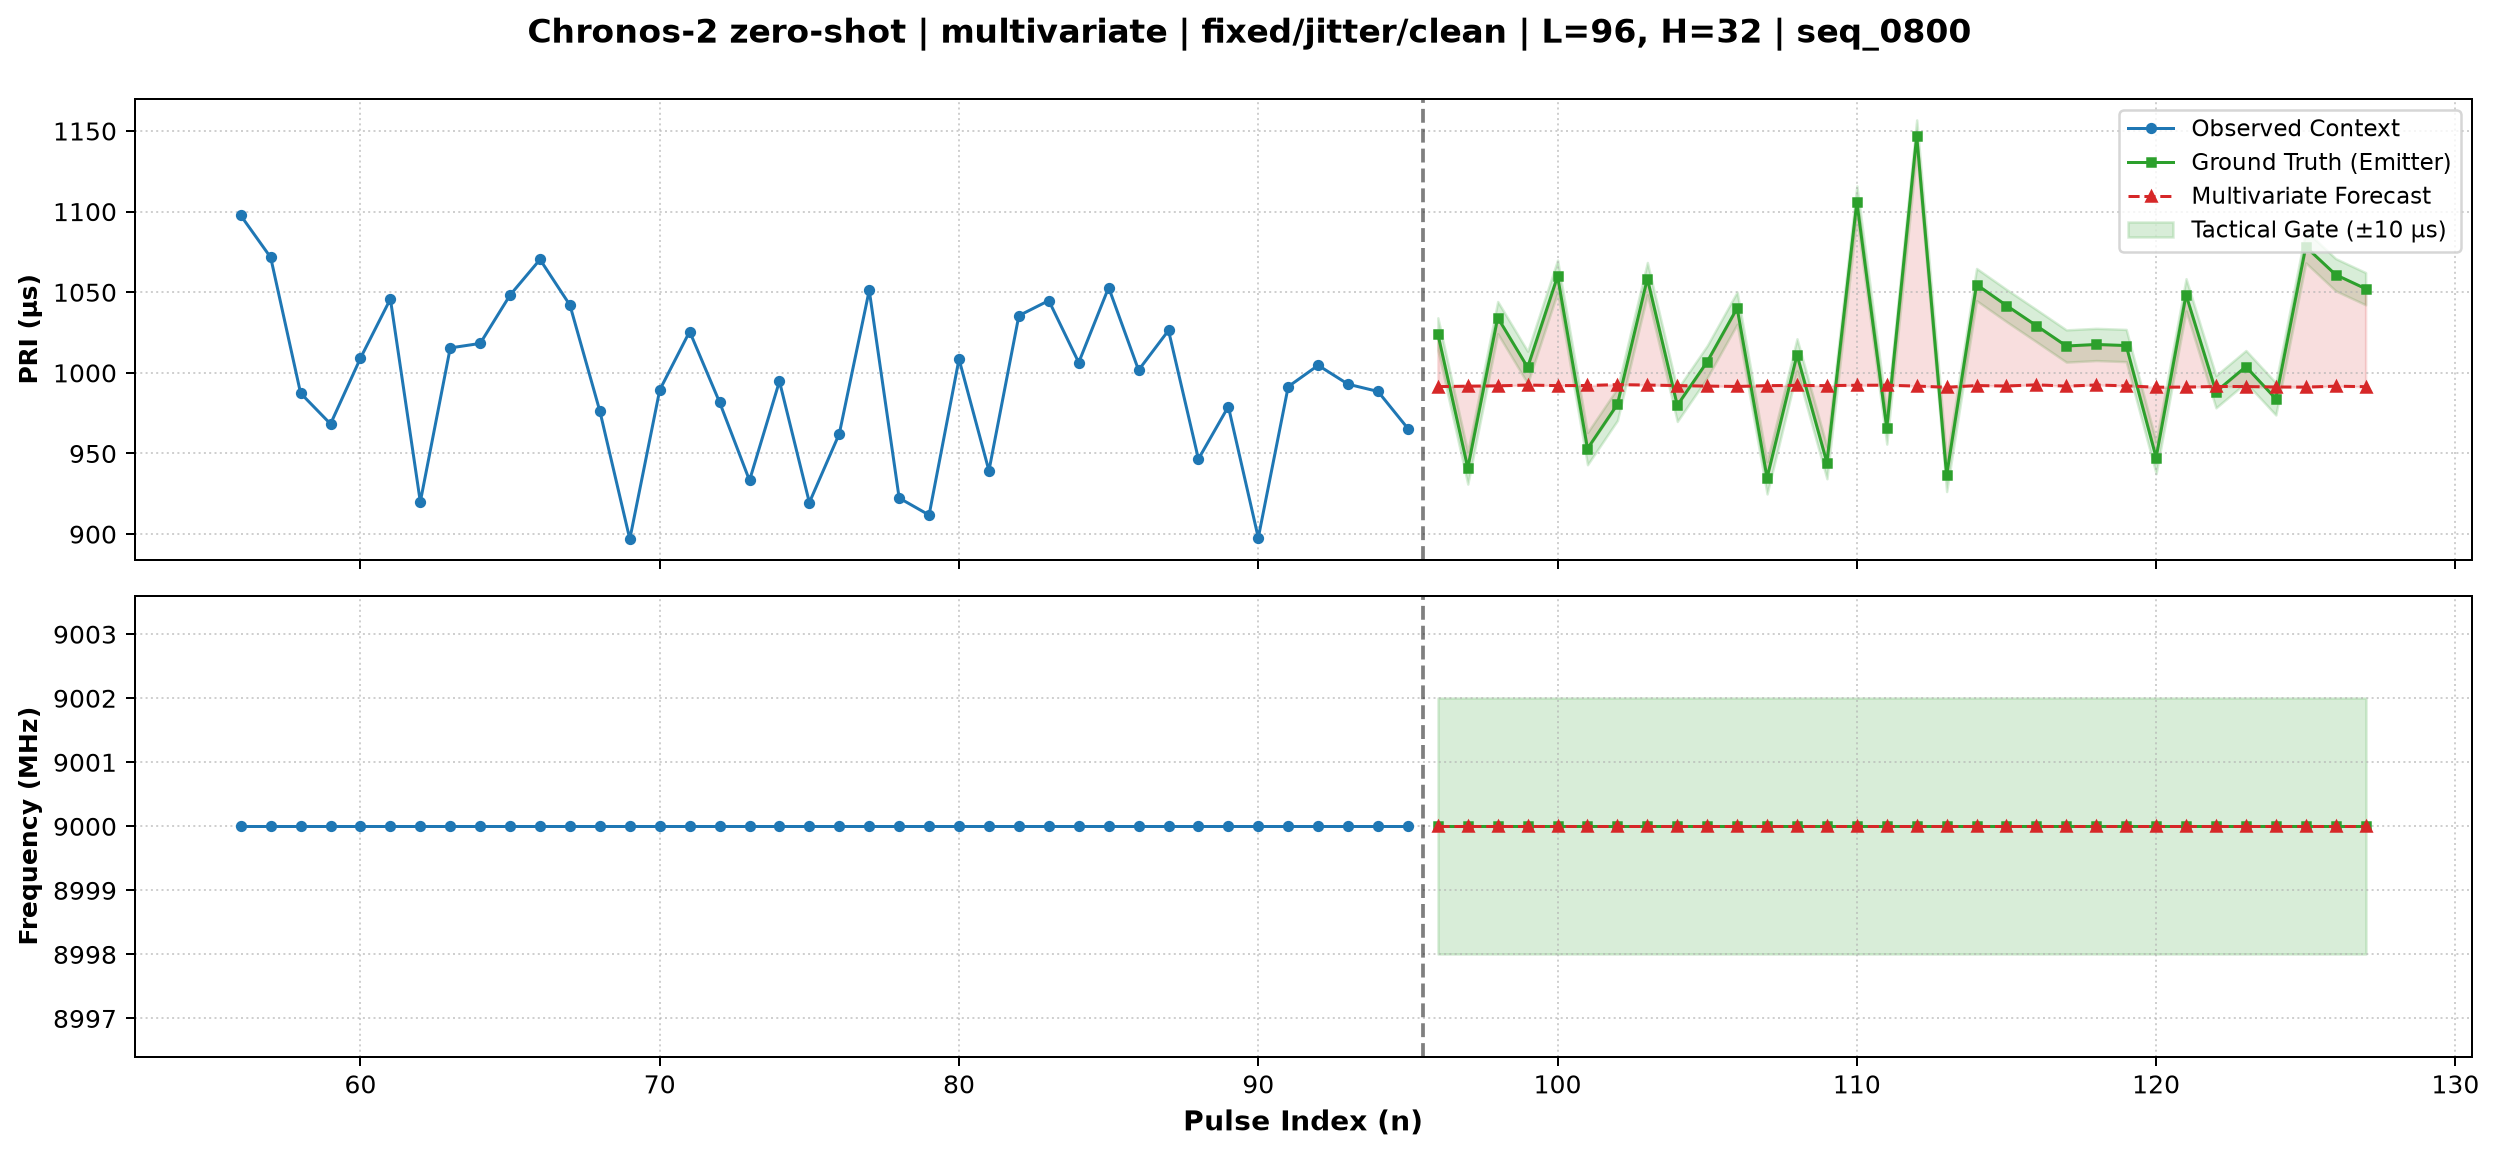 Chronos-2 zero-shot | multivariate | fixed/jitter/clean | L=96, H=32 | seq_0800
PRI (µs)
1150
1100
1050
1000
950
900
Observed Context
Ground Truth (Emitter)
Multivariate Forecast
Tactical Gate (±10 µs)
Frequency (MHz)
9003
9002
9001
9000
8999
8998
8997
60 70 80 90 100 110 120 130
Pulse Index (n)